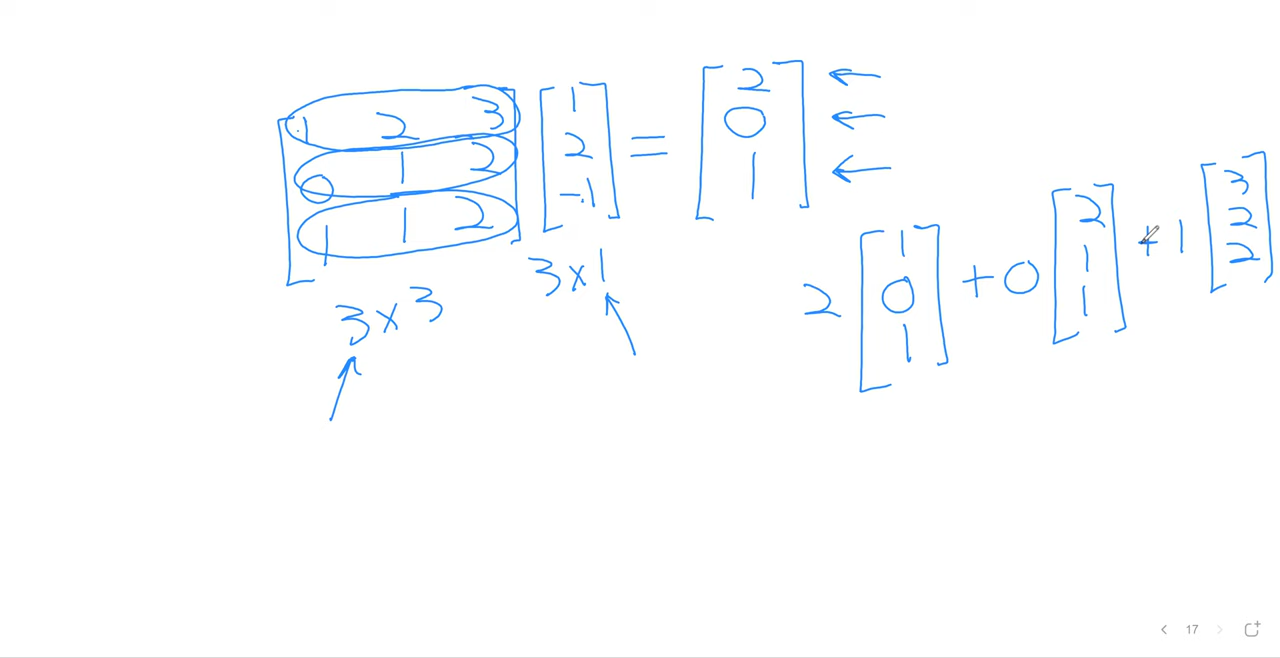 [1 2 3; 0 1 2; 1 1 2] [1; 2; -1] = [2; 0; 1] ← ← ←
3x3 3x1
2 [1; 0; 1] + 0 [2; 1; 1] + 1 [3; 2; 2]
17